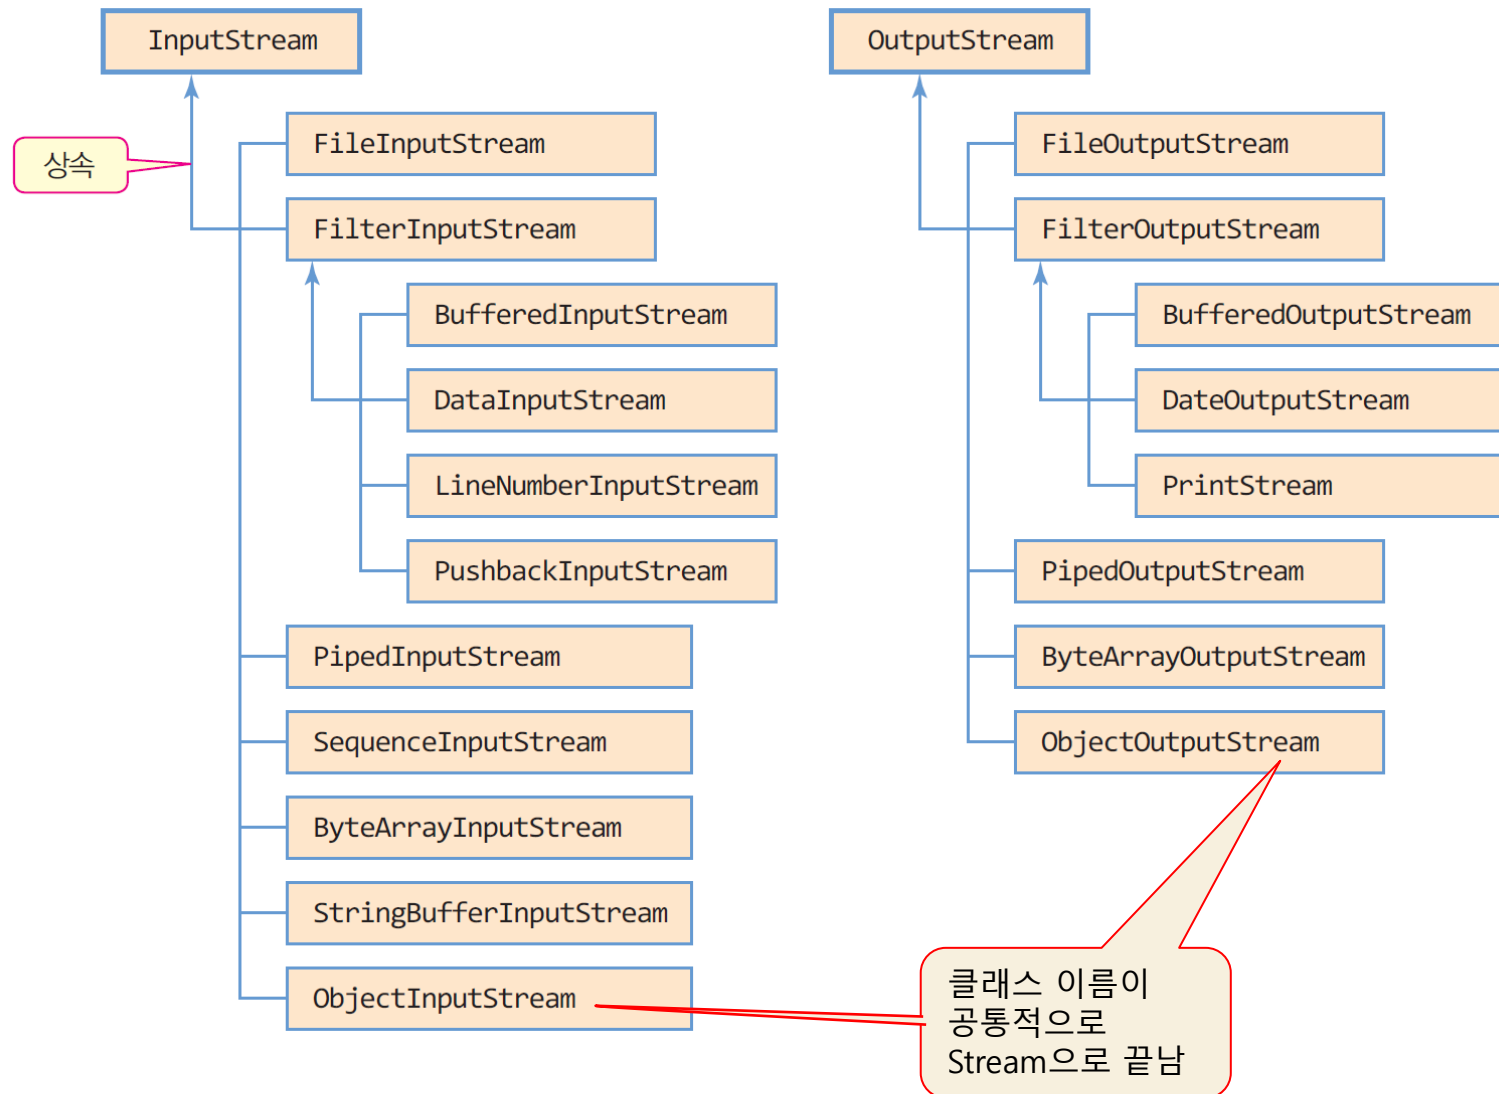 InputStream
상속
FileInputStream
FilterInputStream
BufferedInputStream
DataInputStream
LineNumberInputStream
PushbackInputStream
PipedInputStream
SequenceInputStream
ByteArrayInputStream
StringBufferInputStream
ObjectInputStream
OutputStream
FileOutputStream
FilterOutputStream
BufferedOutputStream
DateOutputStream
PrintStream
PipedOutputStream
ByteArrayOutputStream
ObjectOutputStream
클래스 이름이
공통적으로
Stream으로 끝남